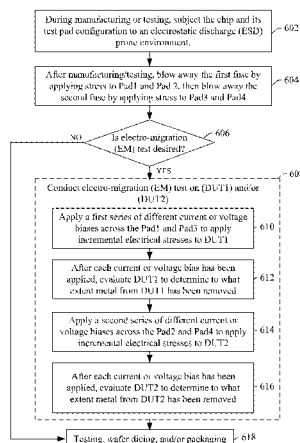 During manufacturing or testing, subject the chip and its
test pad configuration to an electrostatic discharge (ESD)
prone environment.
602
After manufacturing/testing, blow away the first fuse by
applying stress to Pad1 and Pad 2, then blow away the
second fuse by applying stress to Pad3 and Pad4
604
Is electro-migration
(EM) test desired?
606
NO
YES
608
Conduct electro-migration (EM) test on (DUT1) and/or
(DUT2)
Apply a first series of different current or voltage
biases across the Pad1 and Pad3 to apply
incremental electrical stresses to DUT1
610
After each current or voltage bias has been
applied, evaluate DUT1 to determine to what
extent metal from DUT1 has been removed
612
Apply a second series of different current or
voltage biases across the Pad2 and Pad4 to apply
incremental electrical stresses to DUT2
614
After each current or voltage bias has been
applied, evaluate DUT2 to determine to what
extent metal from DUT2 has been removed
616
Testing, wafer dicing, and/or packaging
618